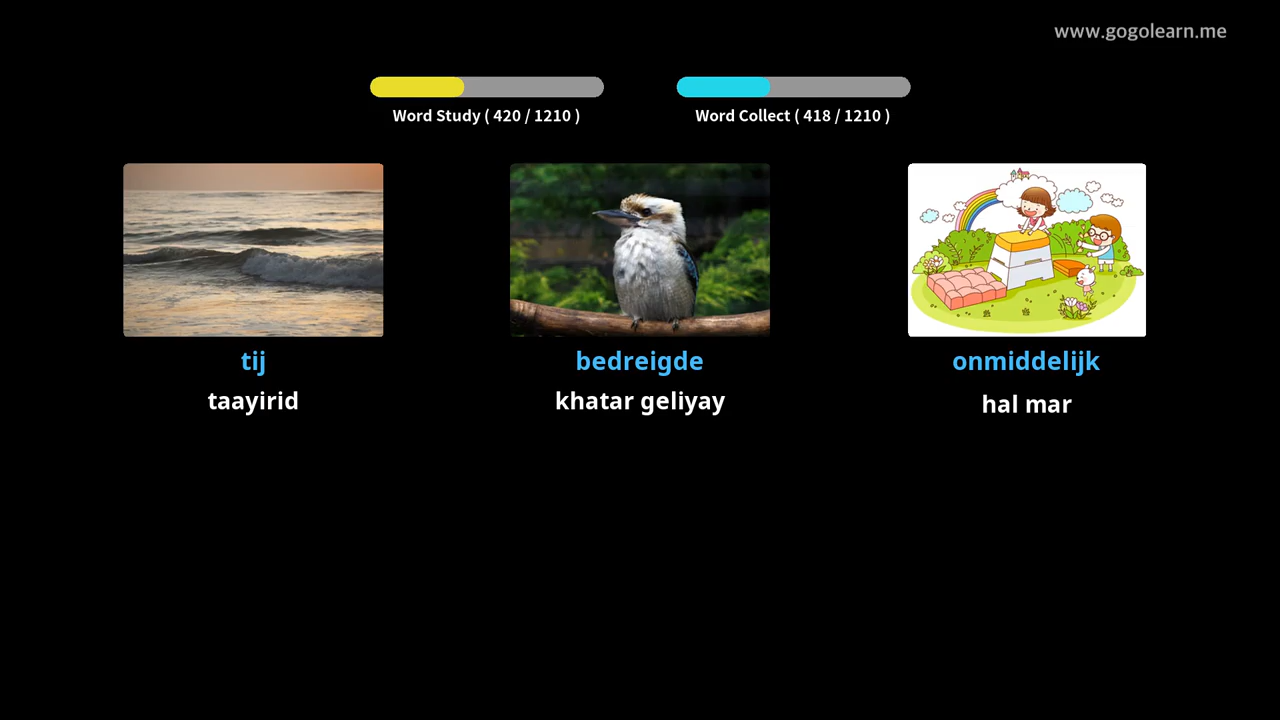 www.gogolearn.me
Word Study ( 420 / 1210 )
Word Collect ( 418 / 1210 )
tij
taayirid
bedreigde
khatar geliyay
onmiddelijk
hal mar